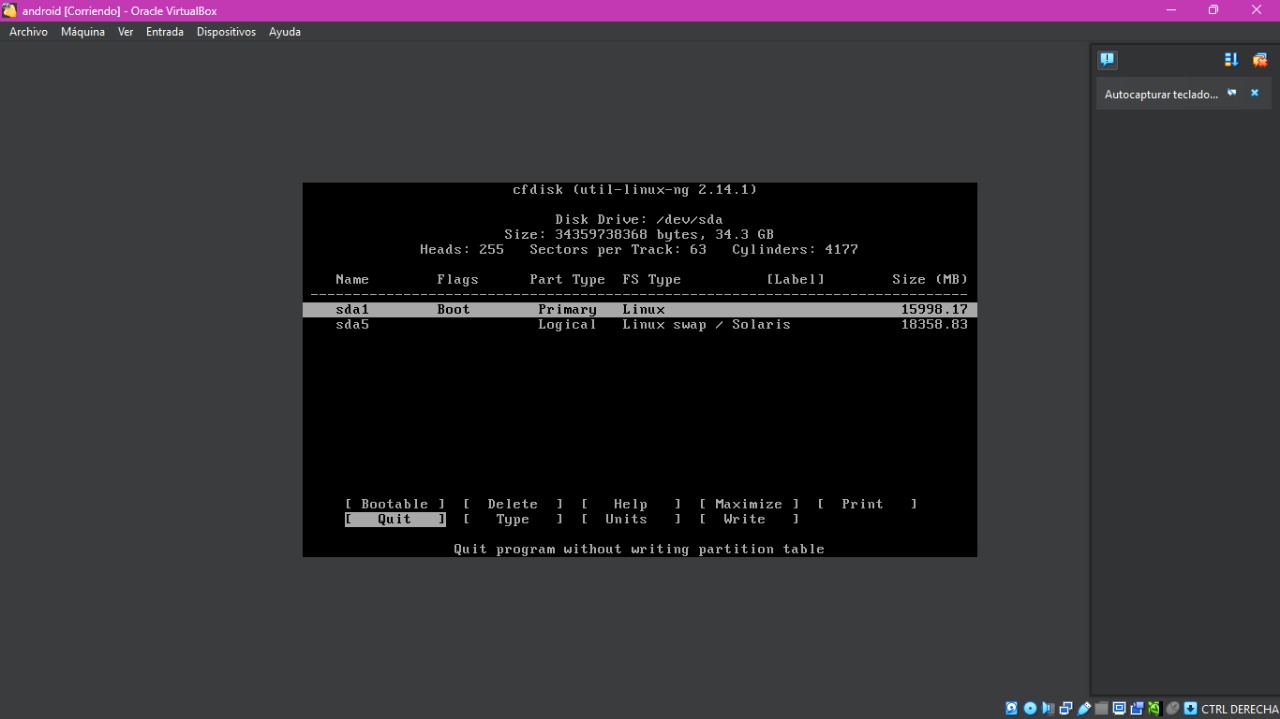 android [Corriendo] - Oracle VirtualBox
Archivo Máquina Ver Entrada Dispositivos Ayuda
Autocapturar teclado...
cfdisk (util-linux-ng 2.14.1)
Disk Drive: /dev/sda
Size: 34359738368 bytes, 34.3 GB
Heads: 255 Sectors per Track: 63 Cylinders: 4177
Name Flags Part Type FS Type [Label] Size (MB)
sda1 Boot Primary Linux 15998.17
sda5 Logical Linux swap / Solaris 18358.83
[ Bootable ] [ Delete ] [ Help ] [ Maximize ] [ Print ]
[ Quit ] [ Type ] [ Units ] [ Write ]
Quit program without writing partition table
CTRL DERECHA